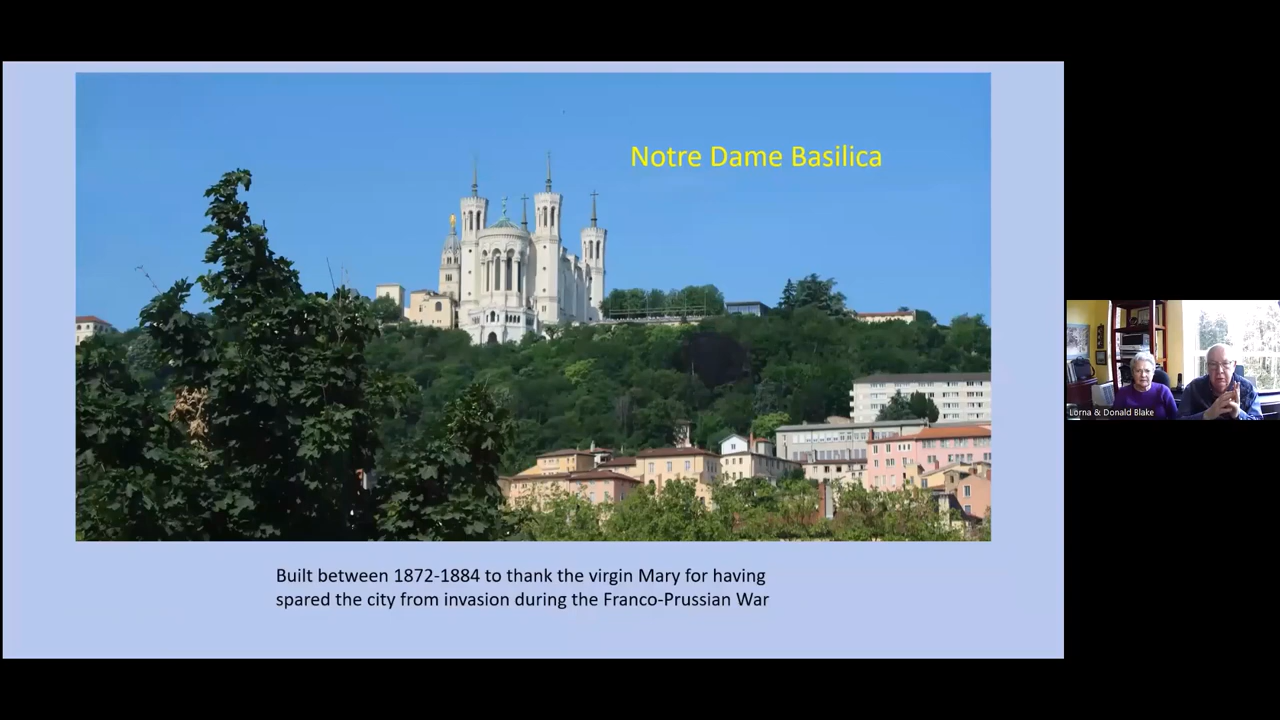 Notre Dame Basilica
Built between 1872-1884 to thank the virgin Mary for having
spared the city from invasion during the Franco-Prussian War
Lorna & Donald Blake